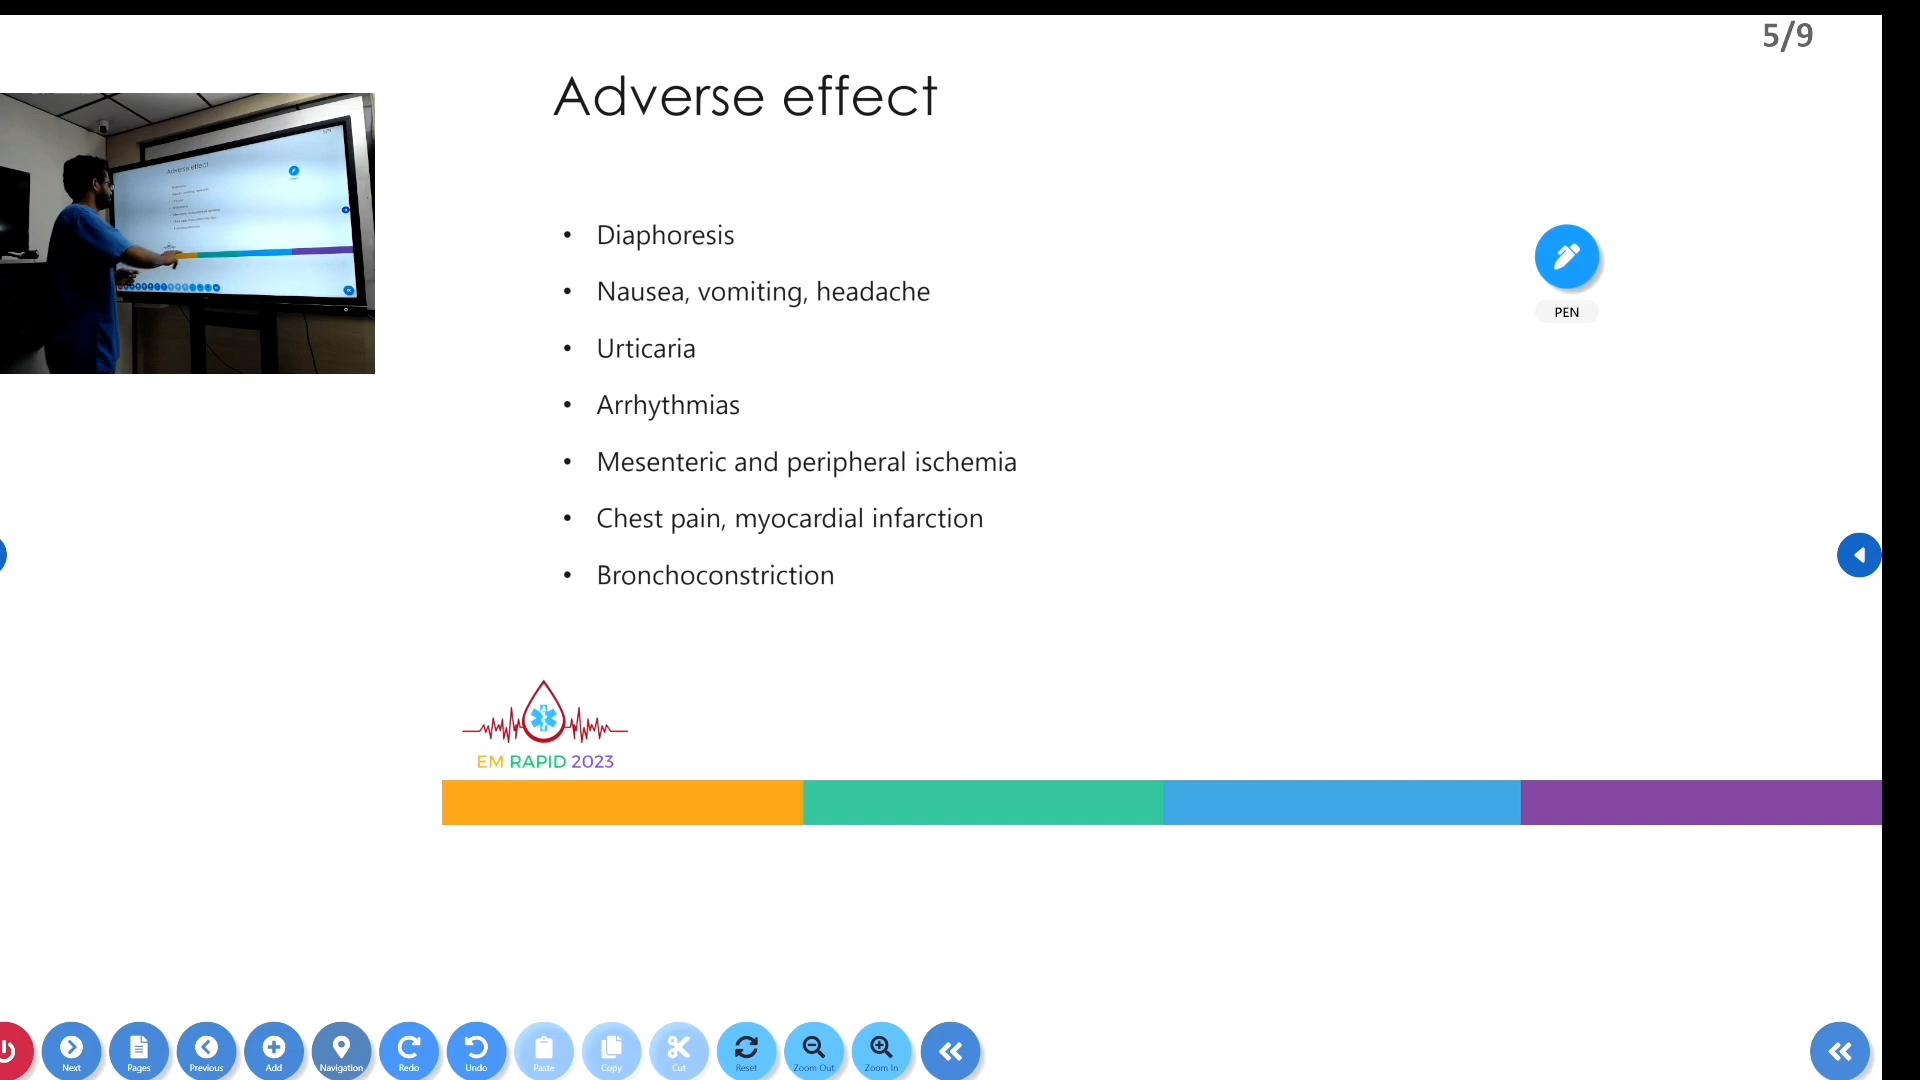 5/9
Adverse effect
• Diaphoresis
• Nausea, vomiting, headache
• Urticaria
• Arrhythmias
• Mesenteric and peripheral ischemia
• Chest pain, myocardial infarction
• Bronchoconstriction
PEN
Adverse effect
EM RAPID 2023
Next
Pages
Previous
Add
Navigation
Redo
Undo
Paste
Copy
Cut
Reset
Zoom Out
Zoom In